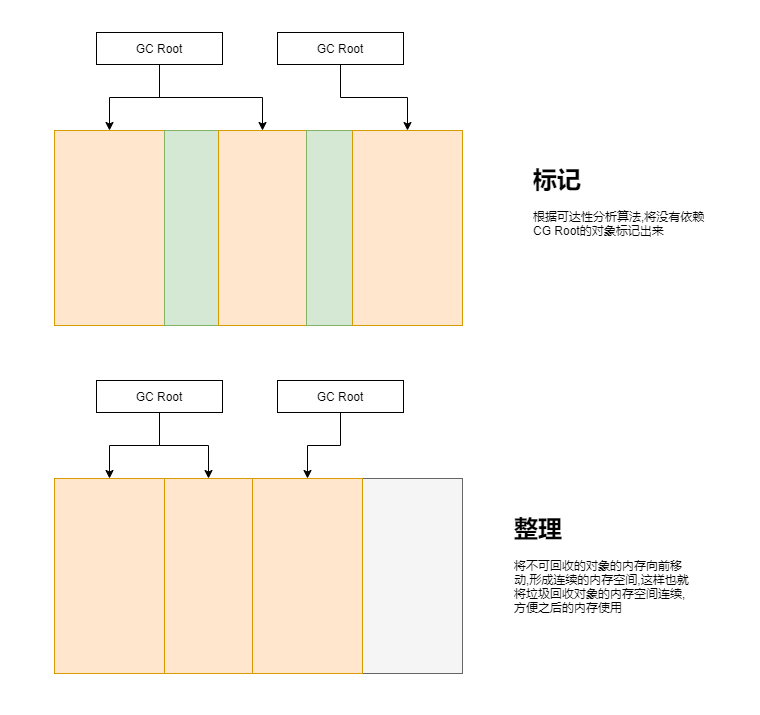 GC Root
GC Root
标记
根据可达性分析算法,将没有依赖
CG Root的对象标记出来
GC Root
GC Root
整理
将不可回收的对象的内存向前移
动,形成连续的内存空间,这样也就
将垃圾回收对象的内存空间连续,
方便之后的内存使用